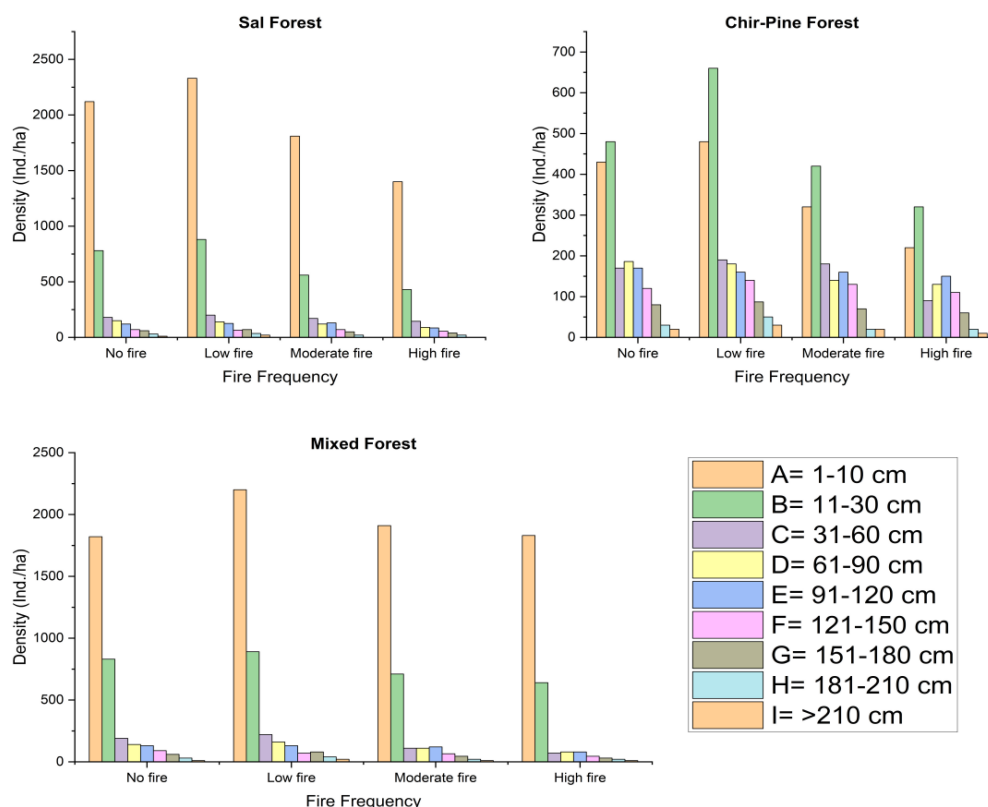 Sal Forest
Density (Ind./ha)
2500
2000
1500
1000
500
0
No fire Low fire Moderate fire High fire
Fire Frequency
Chir-Pine Forest
Density (Ind./ha)
700
600
500
400
300
200
100
0
No fire Low fire Moderate fire High fire
Fire Frequency
Mixed Forest
Density (Ind./ha)
2500
2000
1500
1000
500
0
No fire Low fire Moderate fire High fire
Fire Frequency
A= 1-10 cm
B= 11-30 cm
C= 31-60 cm
D= 61-90 cm
E= 91-120 cm
F= 121-150 cm
G= 151-180 cm
H= 181-210 cm
I= >210 cm